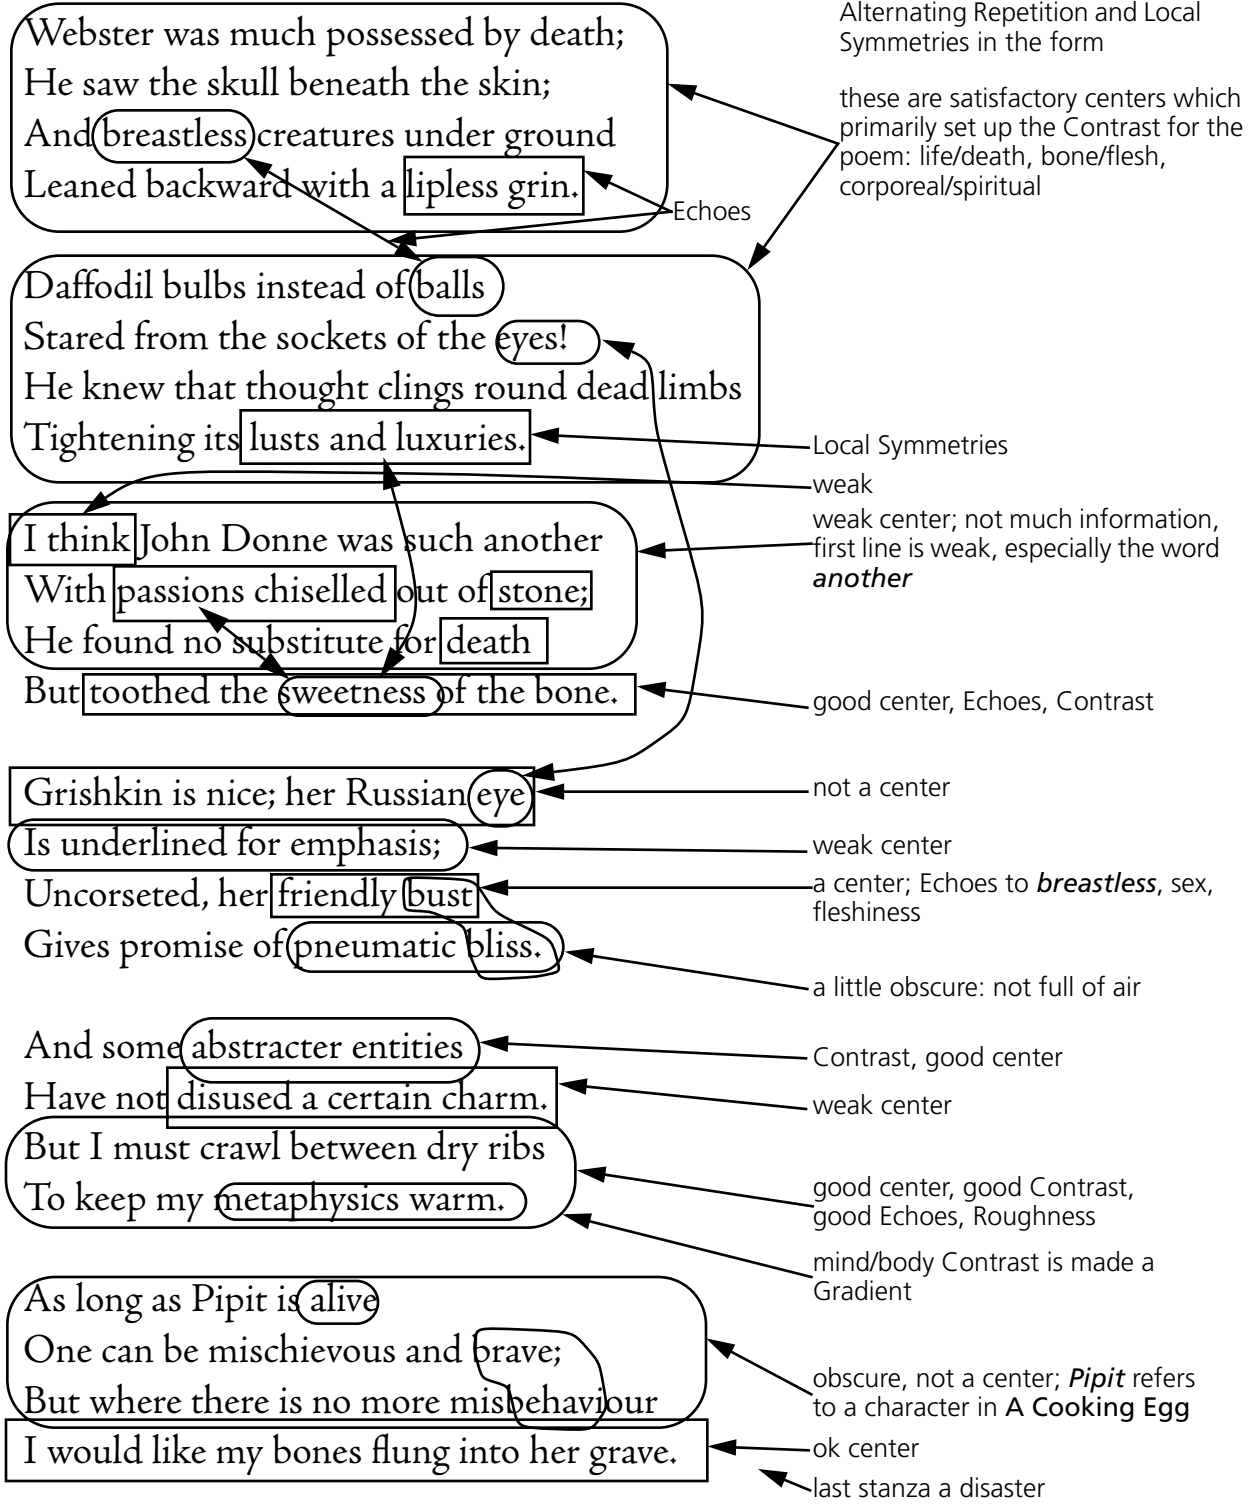 Webster was much possessed by death;
He saw the skull beneath the skin;
And breastless creatures under ground
Leaned backward with a lipless grin.
Alternating Repetition and Local
Symmetries in the form
these are satisfactory centers which
primarily set up the Contrast for the
poem: life/death, bone/flesh,
corporeal/spiritual
Echoes
Daffodil bulbs instead of balls
Stared from the sockets of the eyes!
He knew that thought clings round dead limbs
Tightening its lusts and luxuries.
Local Symmetries
weak
I think John Donne was such another
With passions chiselled out of stone;
He found no substitute for death
But toothed the sweetness of the bone.
weak center; not much information,
first line is weak, especially the word
another
good center, Echoes, Contrast
Grishkin is nice; her Russian eye
Is underlined for emphasis;
Uncorseted, her friendly bust
Gives promise of pneumatic bliss.
not a center
weak center
a center; Echoes to breastless, sex,
fleshiness
a little obscure: not full of air
And some abstracter entities
Have not disused a certain charm.
But I must crawl between dry ribs
To keep my metaphysics warm.
Contrast, good center
weak center
good center, good Contrast,
good Echoes, Roughness
mind/body Contrast is made a
Gradient
As long as Pipit is alive
One can be mischievous and brave;
But where there is no more misbehaviour
I would like my bones flung into her grave.
obscure, not a center; Pipit refers
to a character in A Cooking Egg
ok center
last stanza a disaster